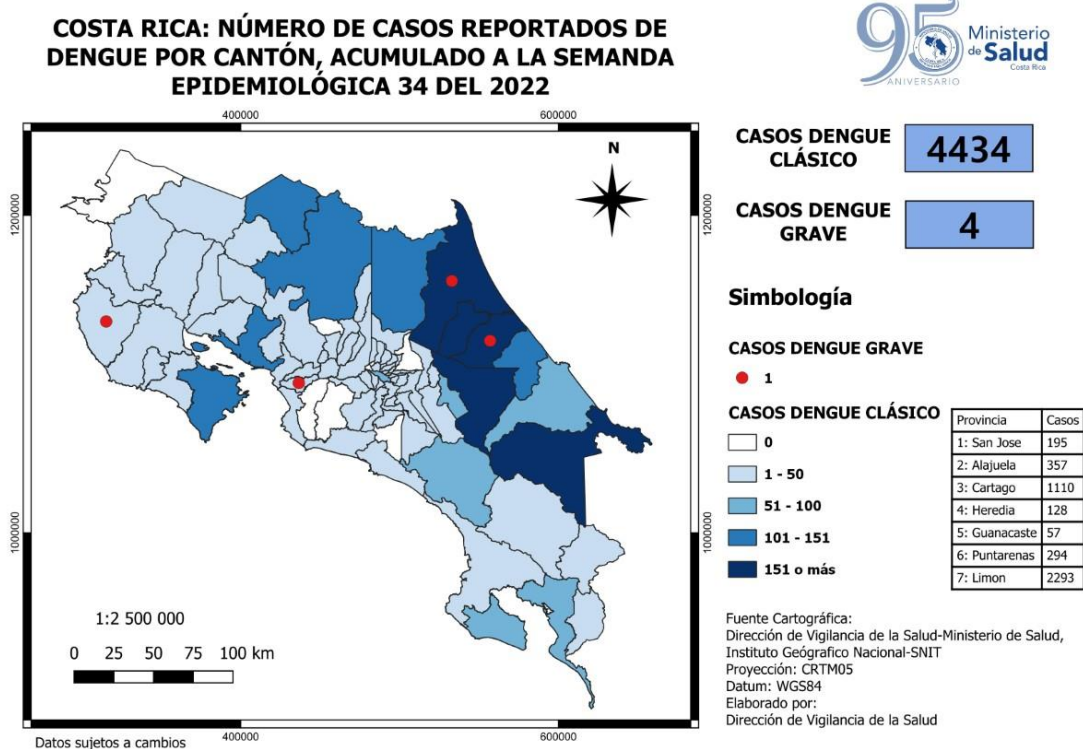 COSTA RICA: NÚMERO DE CASOS REPORTADOS DE
DENGUE POR CANTÓN, ACUMULADO A LA SEMANDA
EPIDEMIOLÓGICA 34 DEL 2022
95
ANIVERSARIO
Ministerio
de Salud
Costa Rica
400000
600000
1200000
1200000
1000000
1000000
N
1:2 500 000
0 25 50 75 100 km
400000
600000
Datos sujetos a cambios
CASOS DENGUE
CLÁSICO
4434
CASOS DENGUE
GRAVE
4
Simbología
CASOS DENGUE GRAVE
1
CASOS DENGUE CLÁSICO
0
1 - 50
51 - 100
101 - 151
151 o más
Provincia Casos
1: San Jose 195
2: Alajuela 357
3: Cartago 1110
4: Heredia 128
5: Guanacaste 57
6: Puntarenas 294
7: Limon 2293
Fuente Cartográfica:
Dirección de Vigilancia de la Salud-Ministerio de Salud,
Instituto Geógrafico Nacional-SNIT
Proyección: CRTM05
Datum: WGS84
Elaborado por:
Dirección de Vigilancia de la Salud